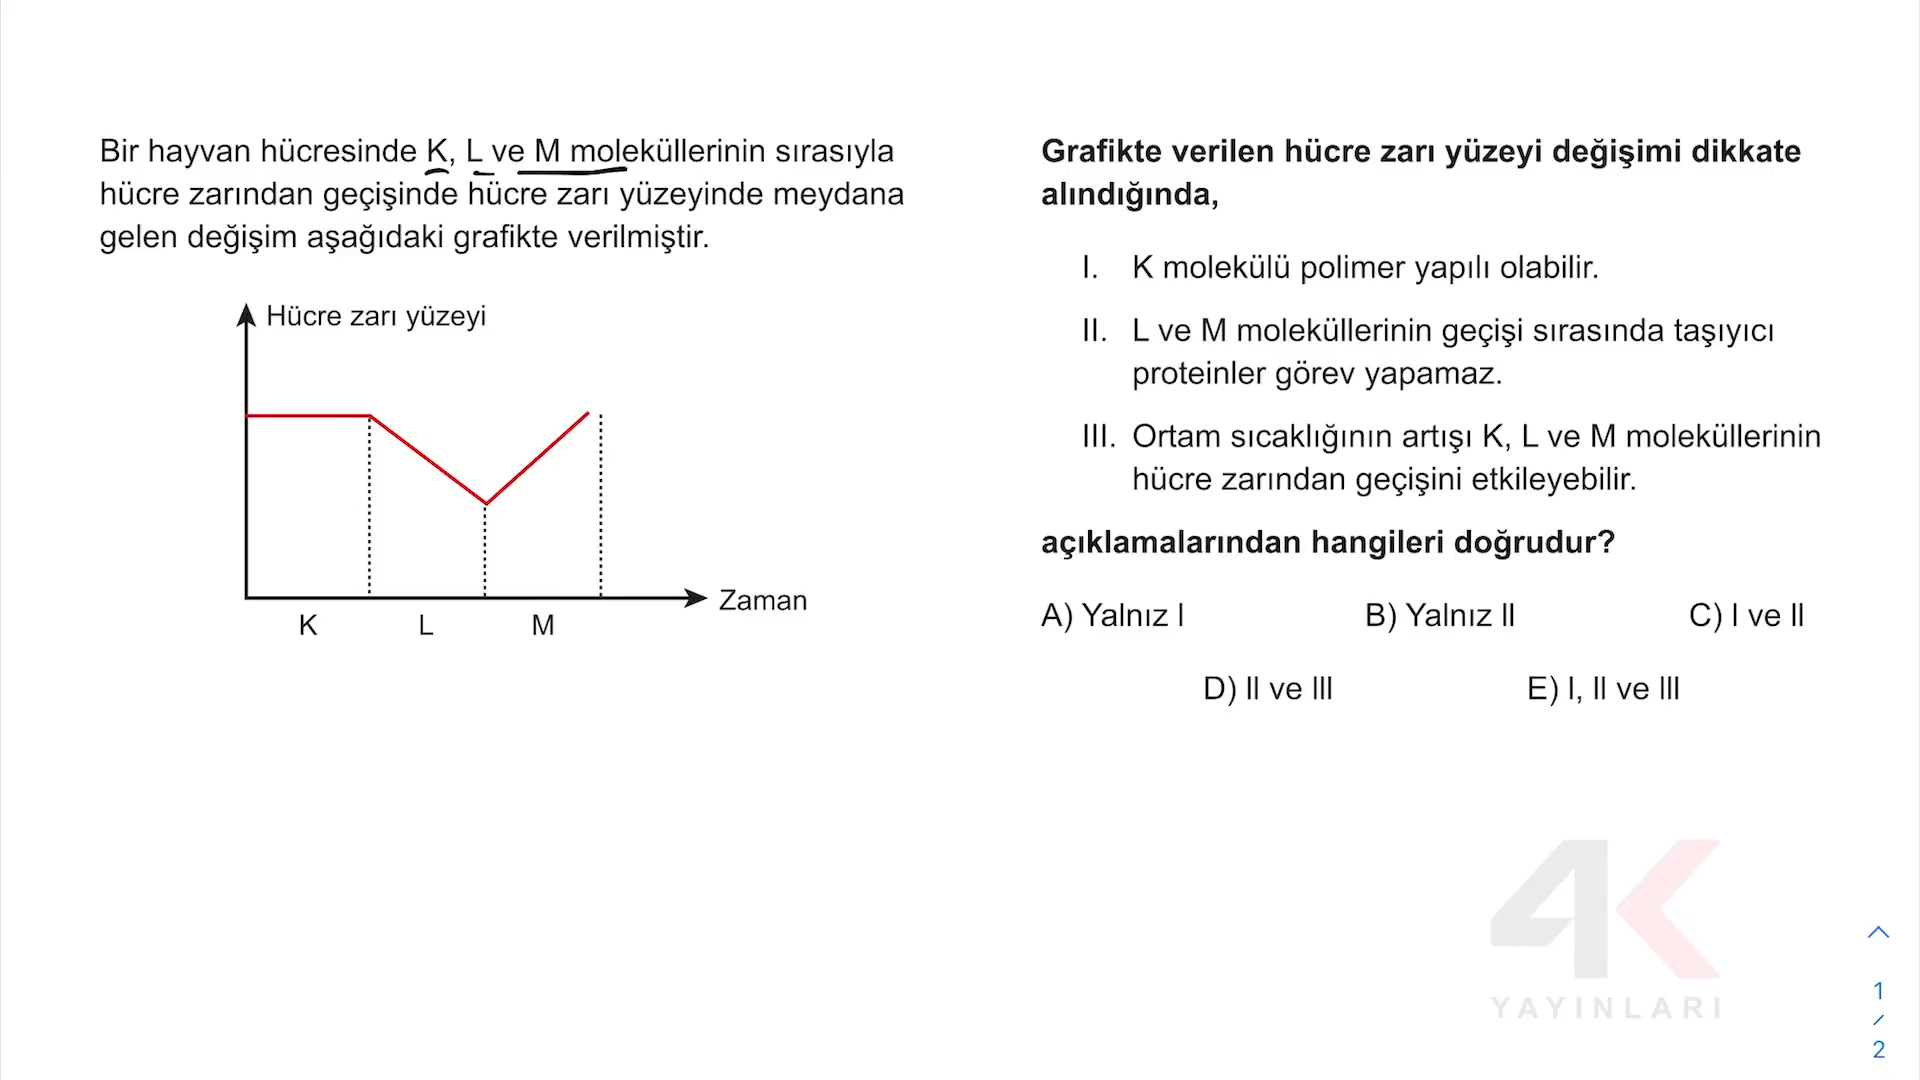 Bir hayvan hücresinde K, L ve M moleküllerinin sırasıyla
hücre zarından geçişinde hücre zarı yüzeyinde meydana
gelen değişim aşağıdaki grafikte verilmiştir.
Hücre zarı yüzeyi
Zaman
K L M
Grafikte verilen hücre zarı yüzeyi değişimi dikkate
alındığında,
I. K molekülü polimer yapılı olabilir.
II. L ve M moleküllerinin geçişi sırasında taşıyıcı
proteinler görev yapamaz.
III. Ortam sıcaklığının artışı K, L ve M moleküllerinin
hücre zarından geçişini etkileyebilir.
açıklamalarından hangileri doğrudur?
A) Yalnız I B) Yalnız II C) I ve II
D) II ve III E) I, II ve III
4K
YAYINLARI
1
/
2